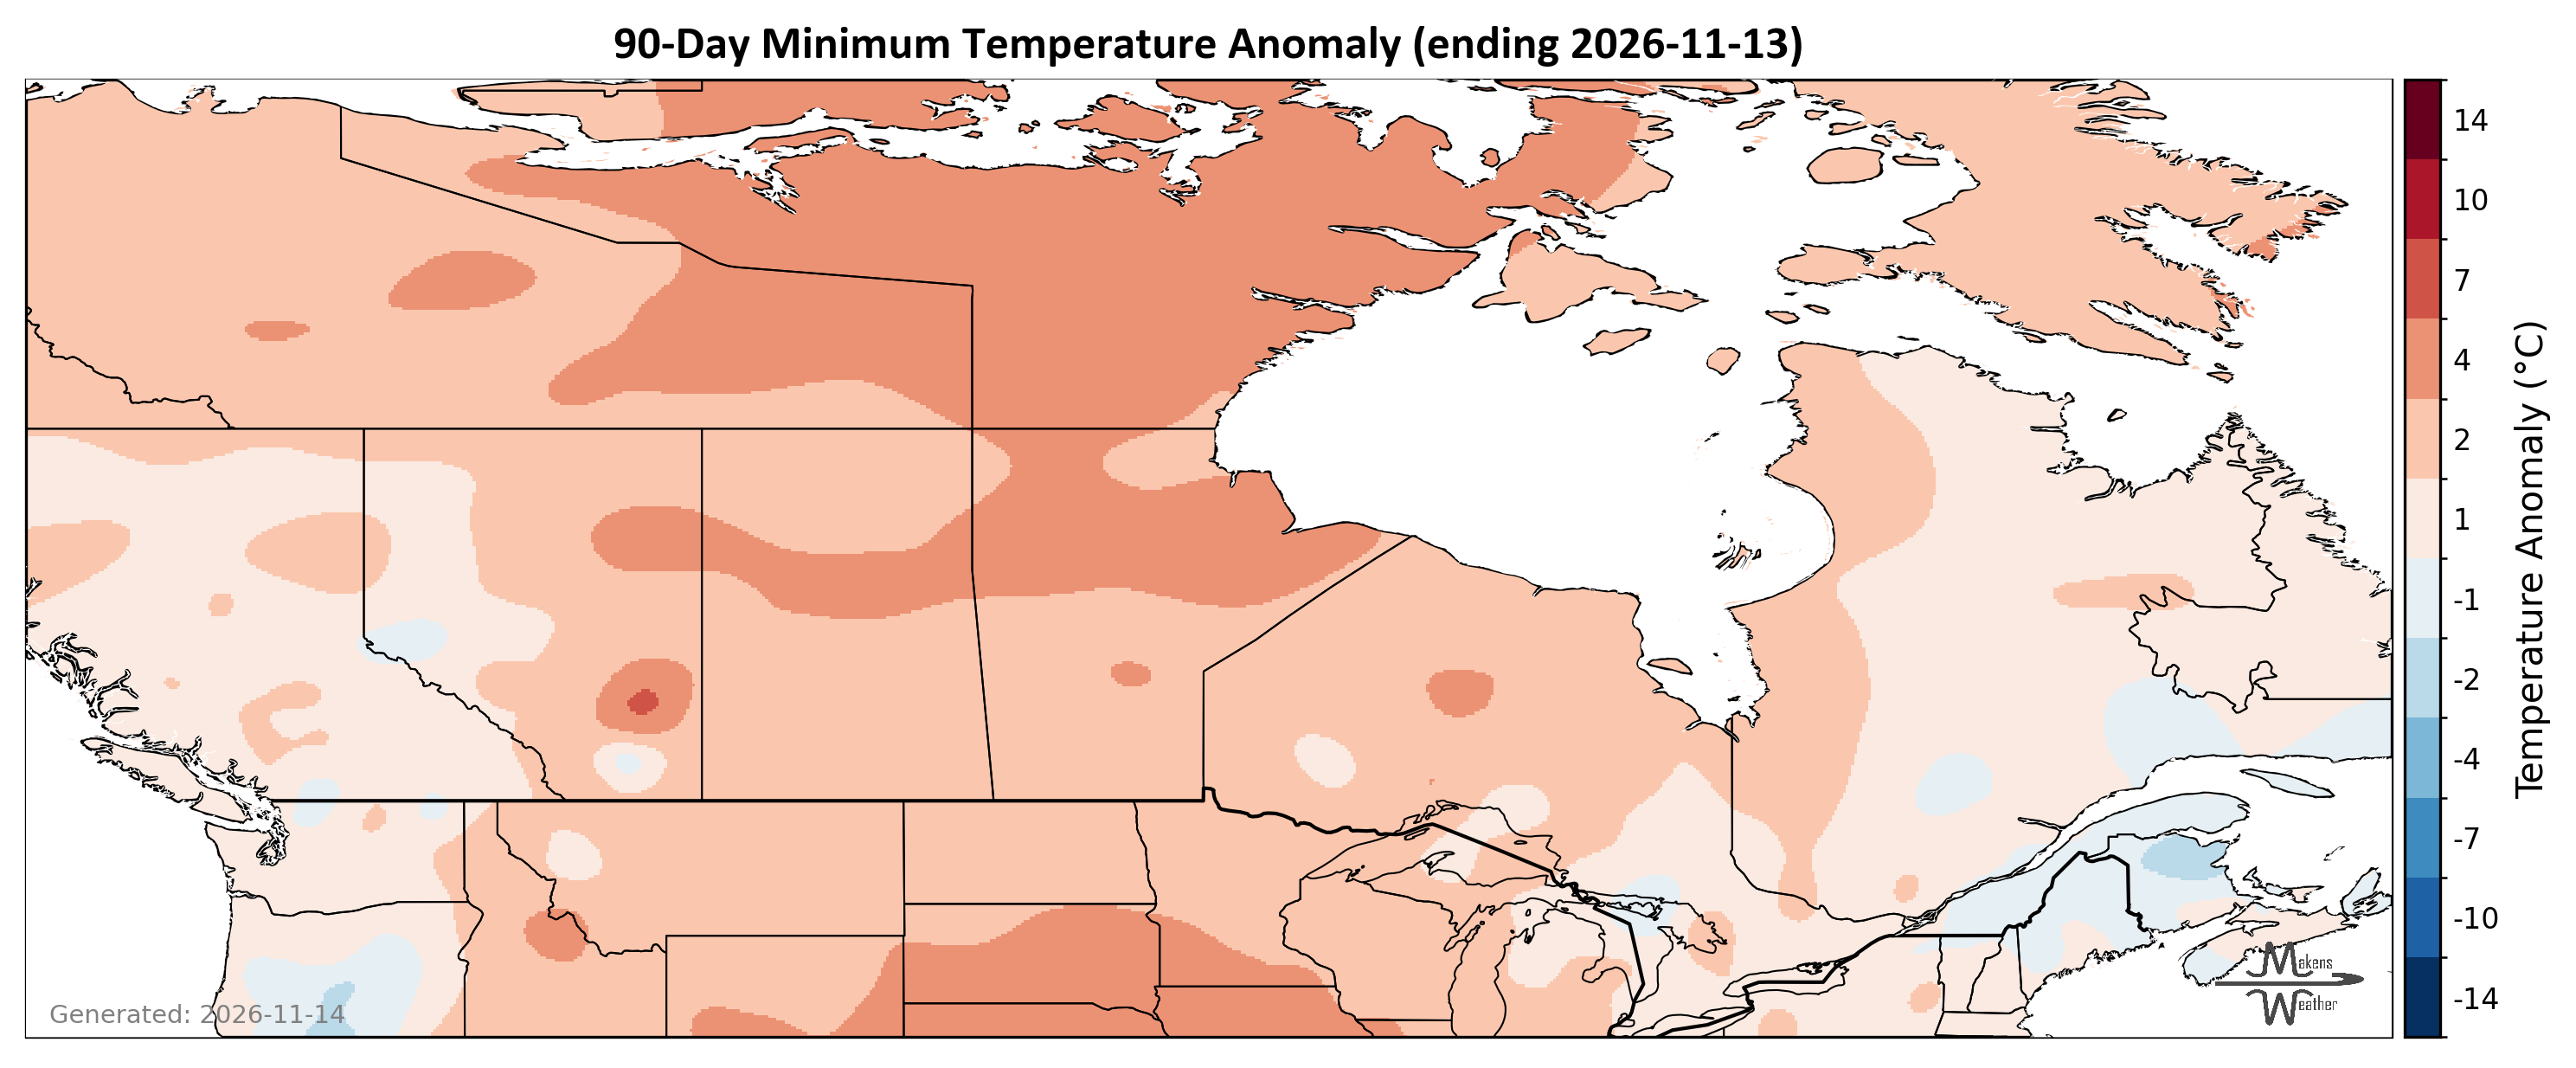 90-Day Minimum Temperature Anomaly (ending 2026-11-13)
14
10
7
4
2
1
-1
-2
-4
-7
-10
-14
Temperature Anomaly (°C)
Generated: 2026-11-14
Makens
Weather